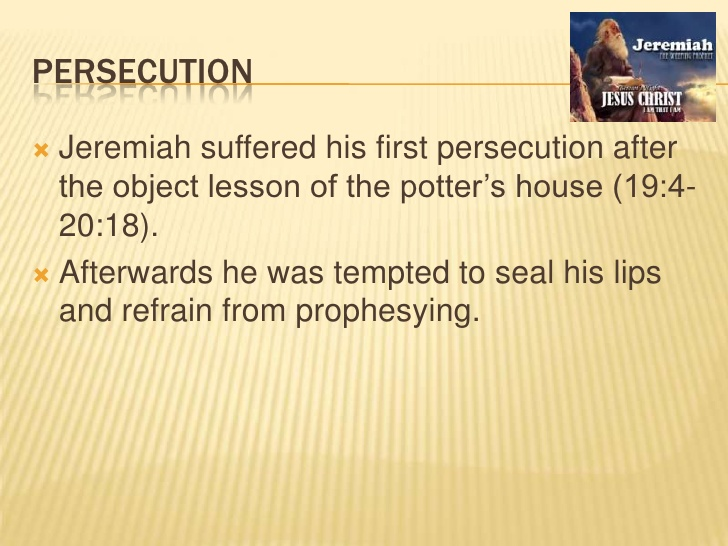 PERSECUTION
Jeremiah
THE WEEPING PROPHET
JESUS CHRIST
I AM THAT I AM
Jeremiah suffered his first persecution after
the object lesson of the potter’s house (19:4-
20:18).
Afterwards he was tempted to seal his lips
and refrain from prophesying.